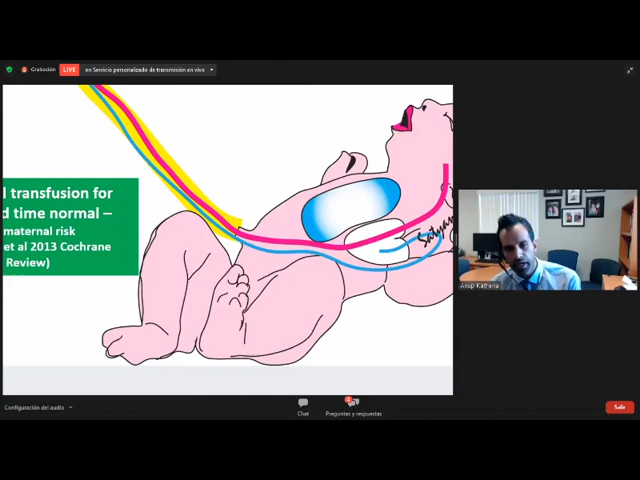 Grabación
LIVE
en Servicio personalizado de transmisión en vivo
l transfusion for
d time normal –
maternal risk
et al 2013 Cochrane
Review)
Anup Katheria
Configuración del audio
Chat
Preguntas y respuestas
Salir